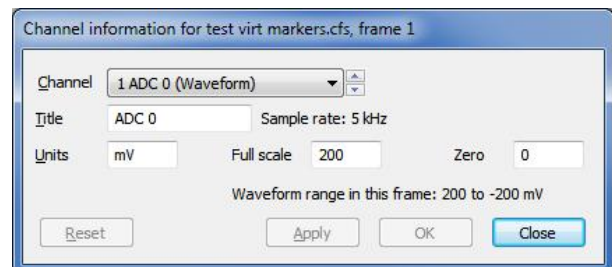 Channel information for test virt markers.cfs, frame 1
Channel 1 ADC 0 (Waveform)
Title ADC 0 Sample rate: 5 kHz
Units mV Full scale 200 Zero 0
Waveform range in this frame: 200 to -200 mV
Reset Apply OK Close